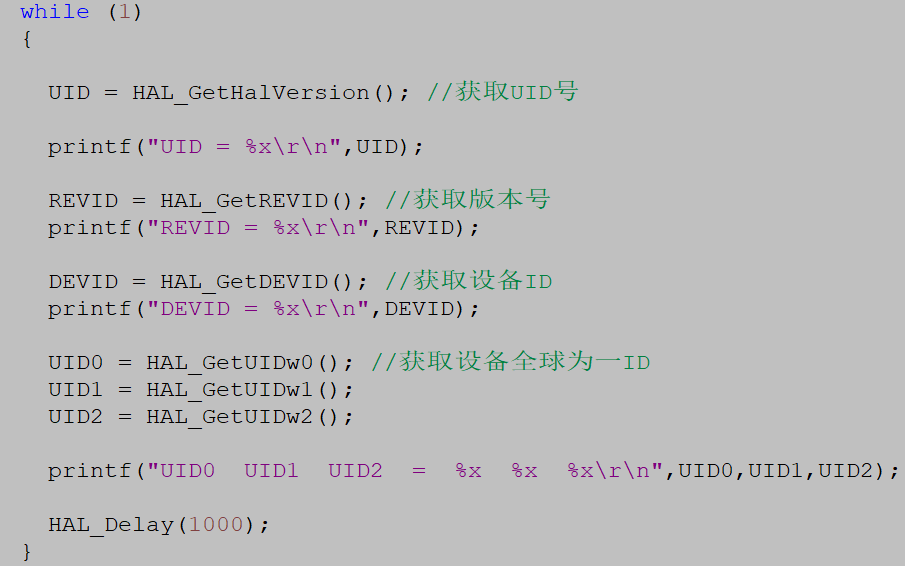 while (1)
{
UID = HAL_GetHalVersion(); //获取UID号
printf("UID = %x\r\n",UID);
REVID = HAL_GetREVID(); //获取版本号
printf("REVID = %x\r\n",REVID);
DEVID = HAL_GetDEVID(); //获取设备ID
printf("DEVID = %x\r\n",DEVID);
UID0 = HAL_GetUIDw0(); //获取设备全球为一ID
UID1 = HAL_GetUIDw1();
UID2 = HAL_GetUIDw2();
printf("UID0  UID1  UID2  =  %x  %x  %x\r\n",UID0,UID1,UID2);
HAL_Delay(1000);
}